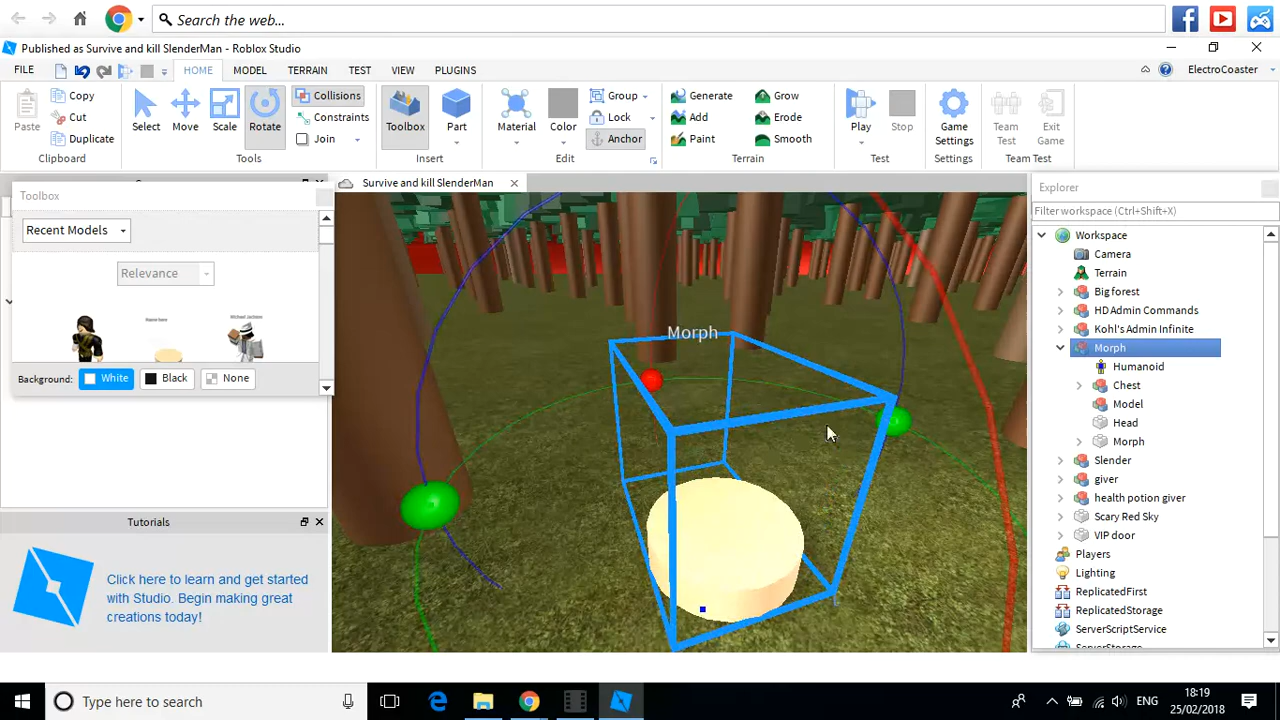 Search the web...
Published as Survive and kill SlenderMan - Roblox Studio
FILE HOME MODEL TERRAIN TEST VIEW PLUGINS ElectroCoaster
Paste Copy Cut Duplicate
Clipboard
Select Move Scale Rotate Collisions Constraints Join
Tools
Toolbox Part
Insert
Material Color Group Lock Anchor
Edit
Generate Grow
Add Erode
Paint Smooth
Terrain
Play Stop
Test
Game Settings
Settings
Team Test Exit Game
Team Test
Toolbox
Recent Models
Relevance
Name here
Background: White Black None
Tutorials
Click here to learn and get started
with Studio. Begin making great
creations today!
Survive and kill SlenderMan
Morph
Explorer
Filter workspace (Ctrl+Shift+X)
Workspace
Camera
Terrain
Big forest
HD Admin Commands
Kohl's Admin Infinite
Morph
Humanoid
Chest
Model
Head
Morph
Slender
giver
health potion giver
Scary Red Sky
VIP door
Players
Lighting
ReplicatedFirst
ReplicatedStorage
ServerScriptService
ServerStorage
Type here to search
ENG
18:19
25/02/2018